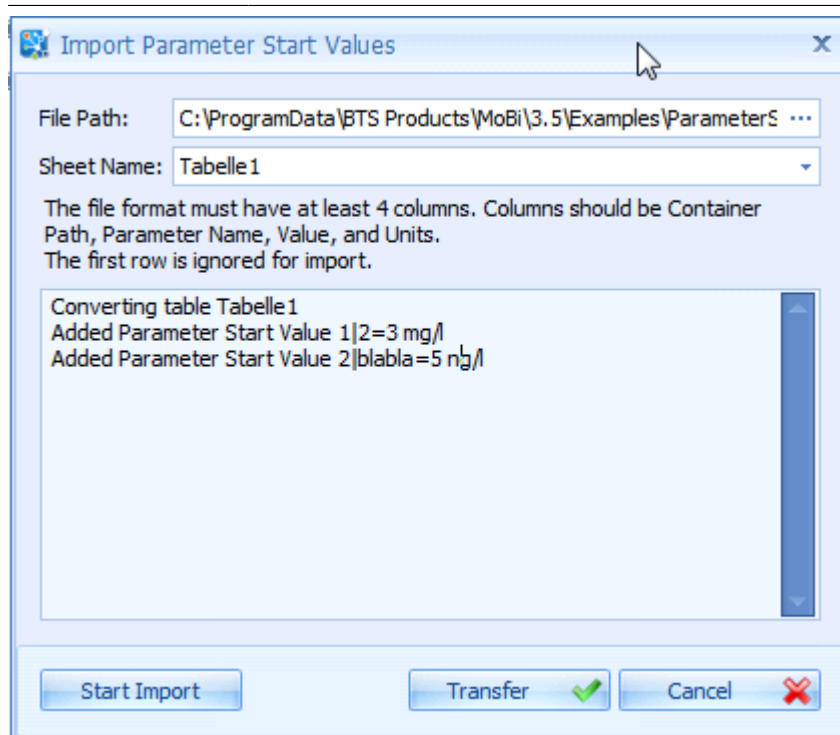 Import Parameter Start Values
File Path: C:\ProgramData\BTS Products\MoBi\3.5\Examples\ParameterS ...
Sheet Name: Tabelle1
The file format must have at least 4 columns. Columns should be Container
Path, Parameter Name, Value, and Units.
The first row is ignored for import.
Converting table Tabelle1
Added Parameter Start Value 1|2=3 mg/l
Added Parameter Start Value 2|blabla=5 ng/l
Start Import Transfer Cancel